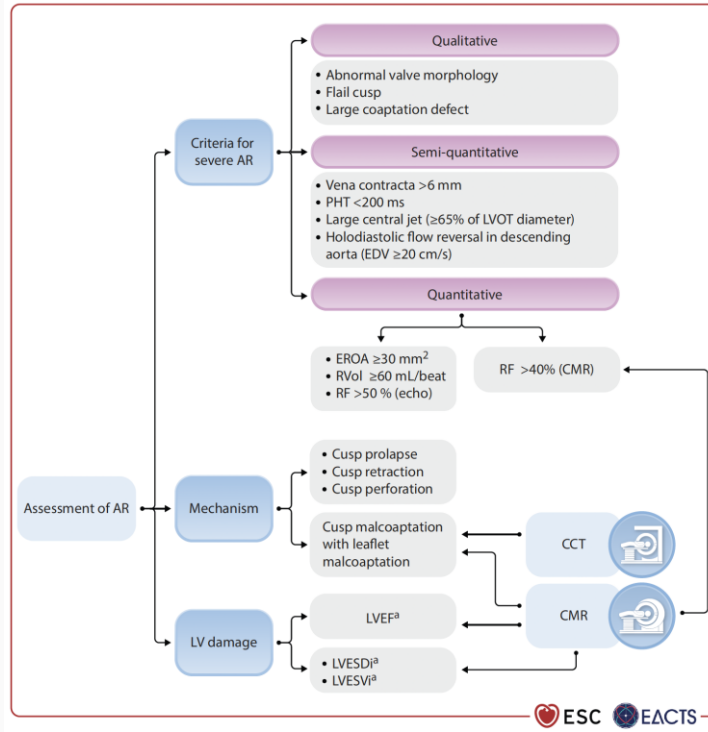 Qualitative
• Abnormal valve morphology
• Flail cusp
• Large coaptation defect
Criteria for
severe AR
Semi-quantitative
• Vena contracta >6 mm
• PHT <200 ms
• Large central jet (≥65% of LVOT diameter)
• Holodiastolic flow reversal in descending
aorta (EDV ≥20 cm/s)
Quantitative
• EROA ≥30 mm²
• RVol ≥60 mL/beat
• RF >50 % (echo)
RF >40% (CMR)
Assessment of AR
Mechanism
• Cusp prolapse
• Cusp retraction
• Cusp perforation
Cusp malcoaptation
with leaflet
malcoaptation
CCT
CMR
LV damage
LVEFᵃ
• LVESDiᵃ
• LVESViᵃ
ESC EACTS